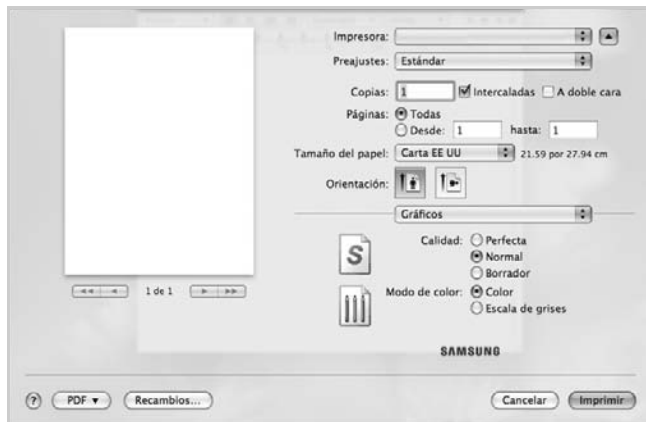 Impresora:
Preajustes: Estándar
Copias: 1 Intercaladas A doble cara
Páginas: Todas
Desde: 1 hasta: 1
Tamaño del papel: Carta EE UU 21.59 por 27.94 cm
Orientación:
Gráficos
Calidad: Perfecta
S Normal
Borrador
1 de 1
Modo de color: Color
Escala de grises
SAMSUNG
? PDF Recambios... Cancelar Imprimir